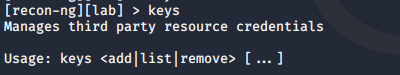 [recon-ng][lab] > keys
Manages third party resource credentials
Usage: keys <add|list|remove> [ ... ]